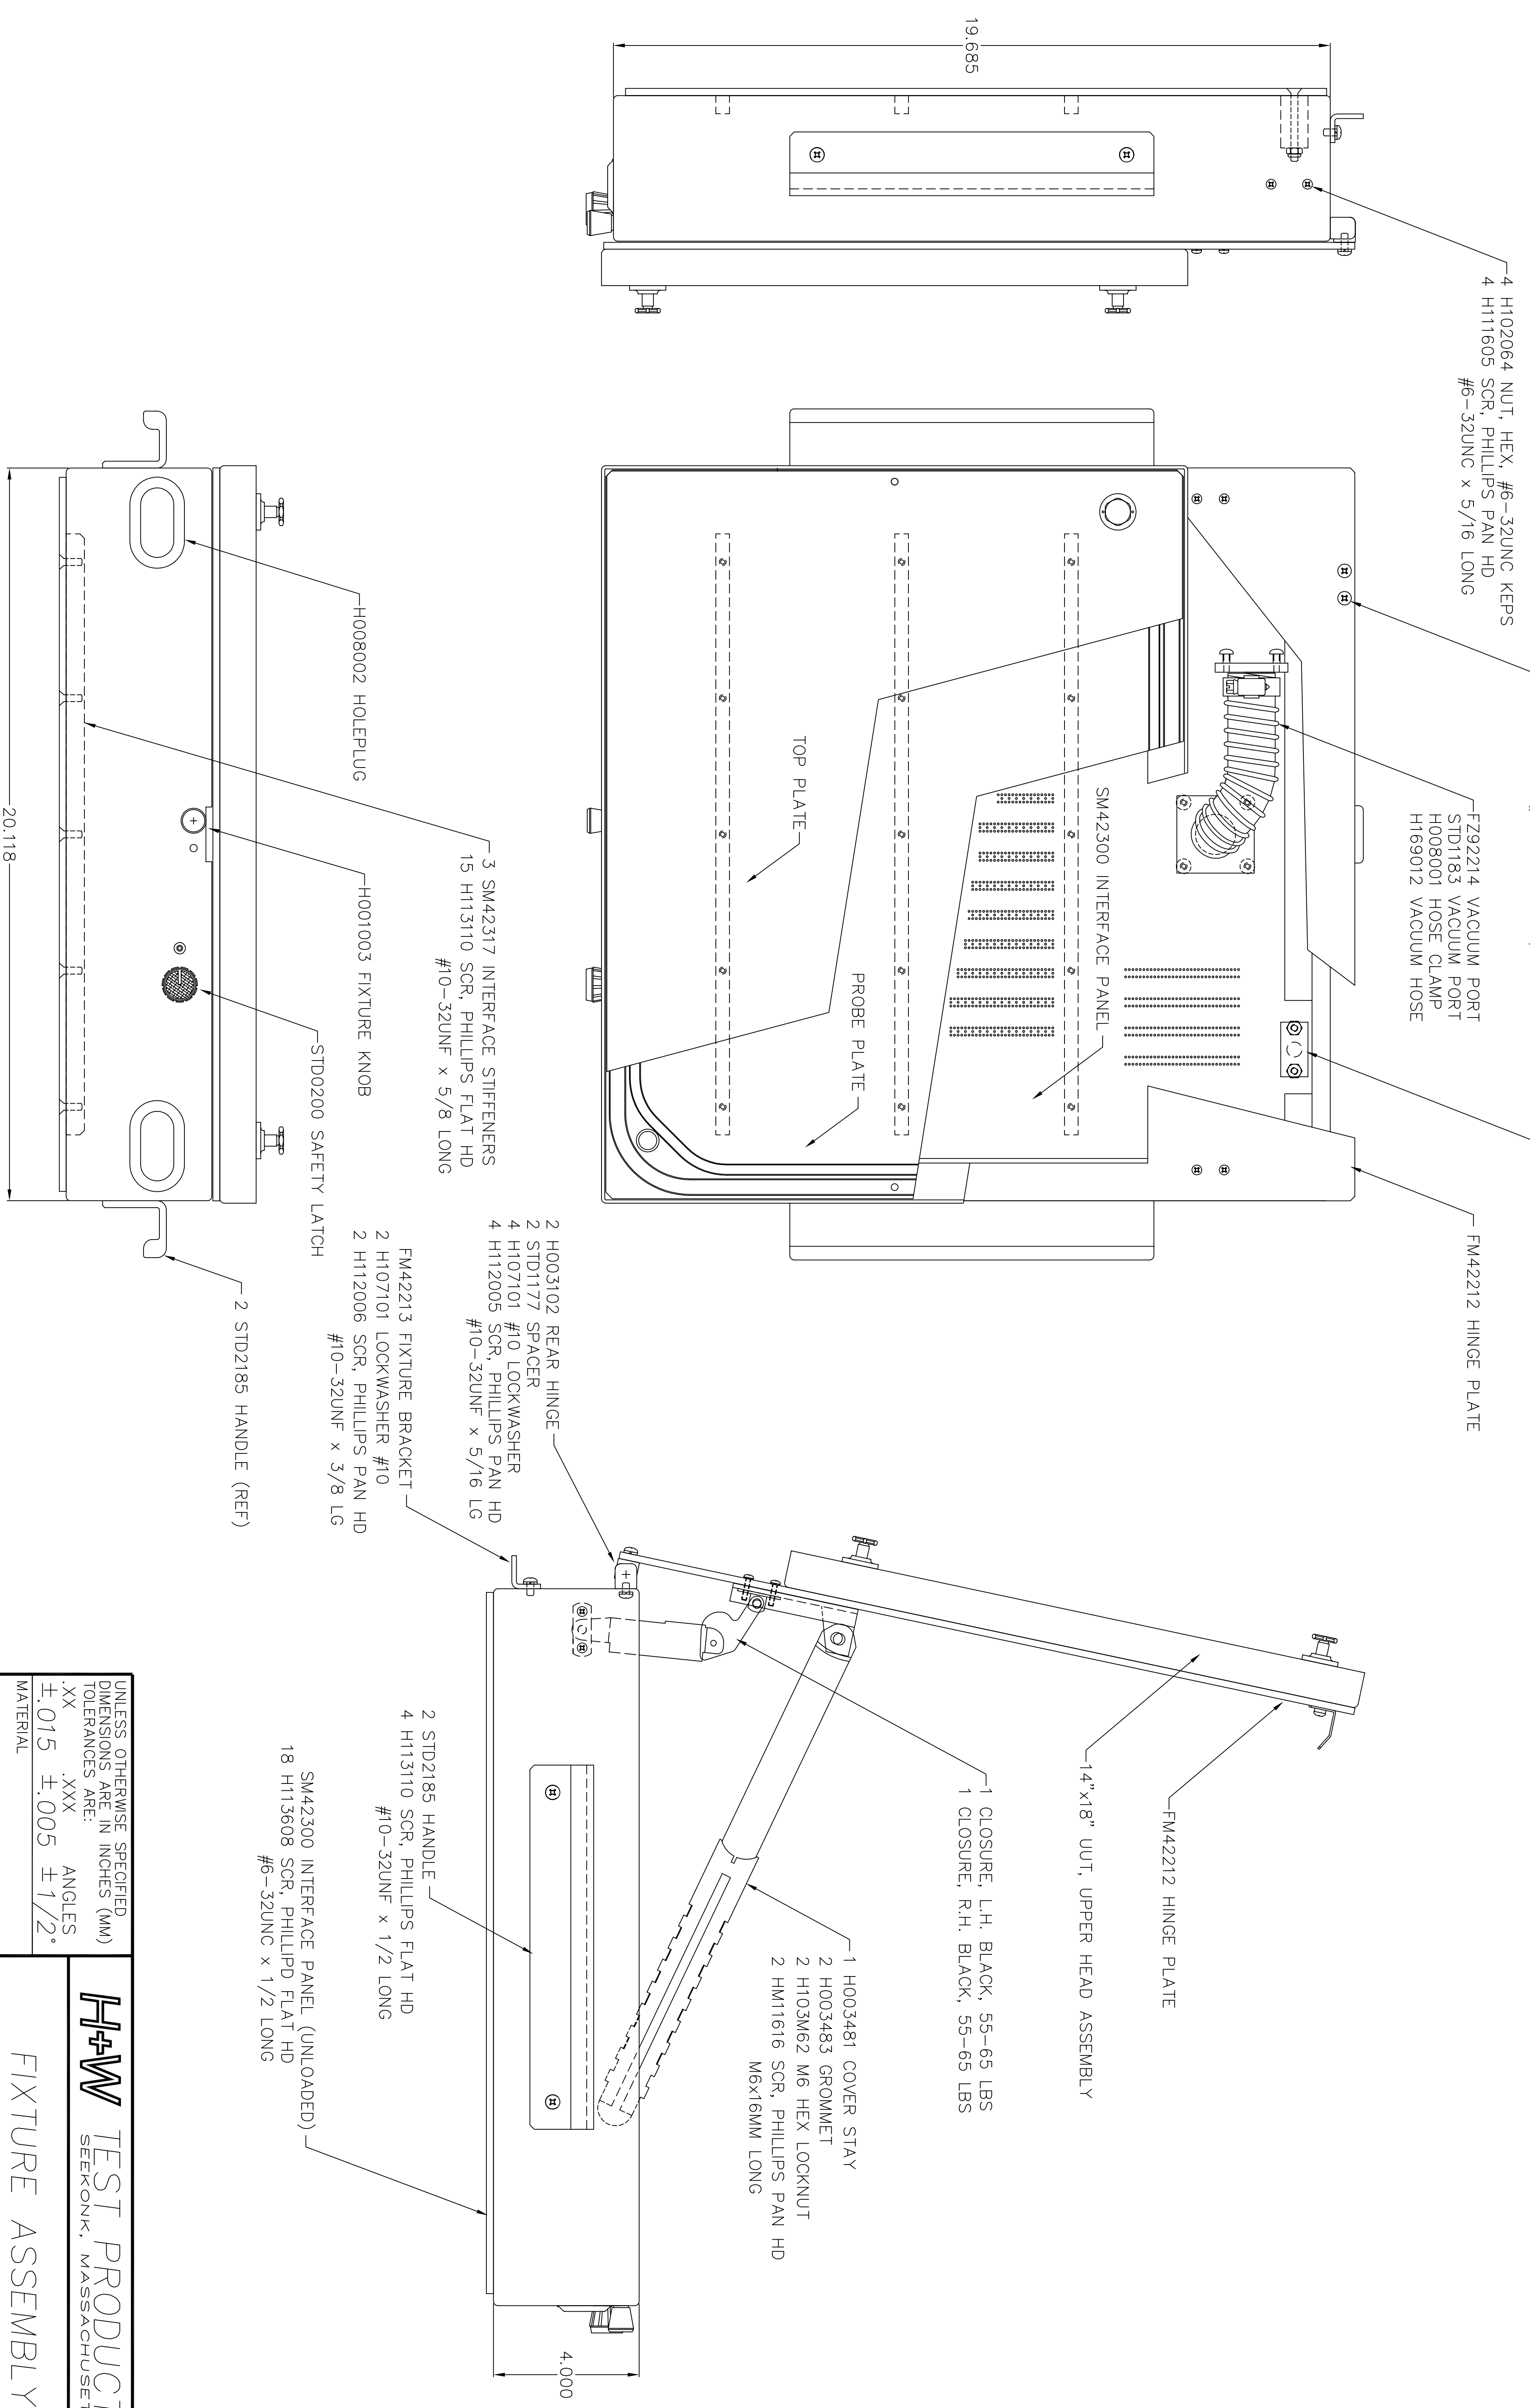 19.685
4 H102064 NUT, HEX, #6-32UNC KEPS
4 H111605 SCR, PHILLIPS PAN HD
#6-32UNC x 5/16 LONG
FZ92214 VACUUM PORT
STD1183 VACUUM PORT
H008001 HOSE CLAMP
H169012 VACUUM HOSE
FM42212 HINGE PLATE
TOP PLATE
SM42300 INTERFACE PANEL
PROBE PLATE
H008002 HOLEPLUG
3 SM42317 INTERFACE STIFFENERS
15 H113110 SCR, PHILLIPS FLAT HD
#10-32UNF x 5/8 LONG
H001003 FIXTURE KNOB
STD0200 SAFETY LATCH
2 STD2185 HANDLE (REF)
20.118
2 H003102 REAR HINGE
2 STD1177 SPACER
4 H107101 #10 LOCKWASHER
4 H112005 SCR, PHILLIPS PAN HD
#10-32UNF x 5/16 LG
FM42213 FIXTURE BRACKET
2 H107101 LOCKWASHER #10
2 H112006 SCR, PHILLIPS PAN HD
#10-32UNF x 3/8 LG
FM42212 HINGE PLATE
14"x18" UUT, UPPER HEAD ASSEMBLY
1 CLOSURE, L.H. BLACK, 55-65 LBS
1 CLOSURE, R.H. BLACK, 55-65 LBS
1 H003481 COVER STAY
2 H003483 GROMMET
2 H103M62 M6 HEX LOCKNUT
2 HM11616 SCR, PHILLIPS PAN HD
M6x16MM LONG
2 STD2185 HANDLE
4 H113110 SCR, PHILLIPS FLAT HD
#10-32UNF x 1/2 LONG
SM42300 INTERFACE PANEL (UNLOADED)
18 H113608 SCR, PHILLIPD FLAT HD
#6-32UNC x 1/2 LONG
4.000
UNLESS OTHERWISE SPECIFIED
DIMENSIONS ARE IN INCHES (MM)
TOLERANCES ARE:
.XX .XXX ANGLES
±.015 ±.005 ±1/2°
MATERIAL
H+W TEST PRODUCT
SEEKONK, MASSACHUSET
FIXTURE ASSEMBLY